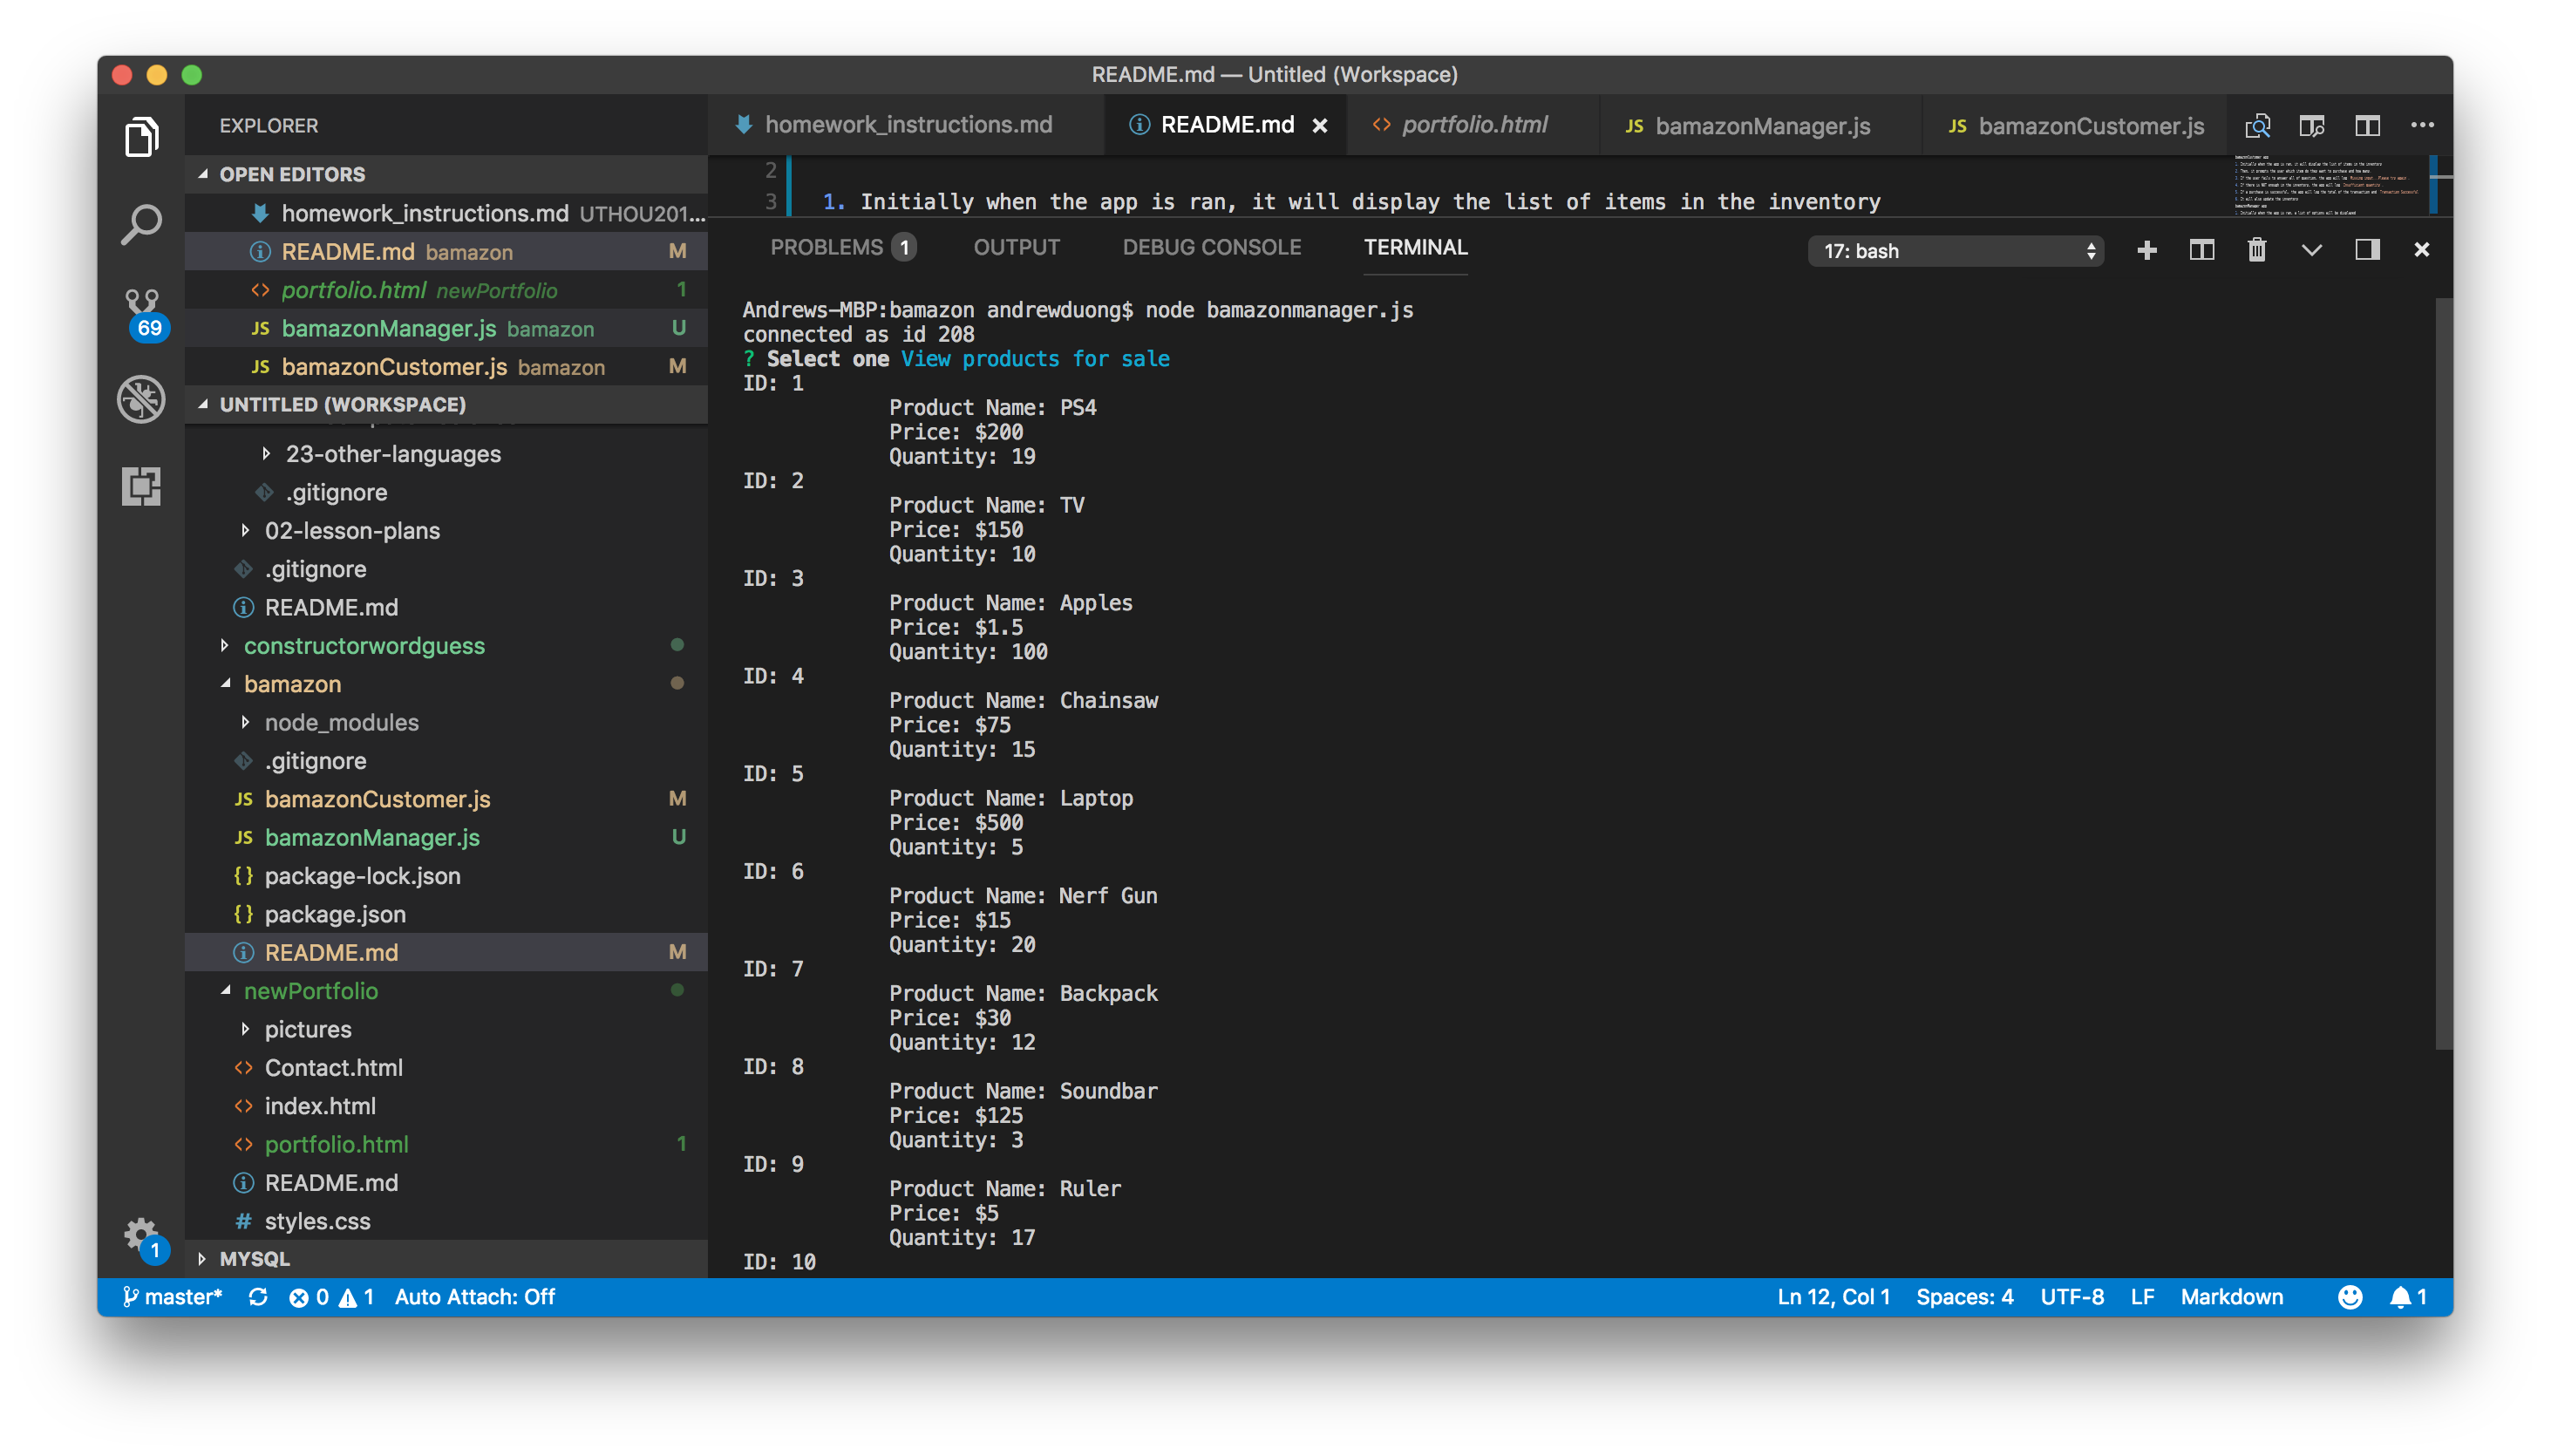 README.md — Untitled (Workspace)
EXPLORER
OPEN EDITORS
homework_instructions.md UTHOU201...
README.md bamazon M
portfolio.html newPortfolio 1
JS bamazonManager.js bamazon U
JS bamazonCustomer.js bamazon M
UNTITLED (WORKSPACE)
23-other-languages
.gitignore
02-lesson-plans
.gitignore
README.md
constructorwordguess
bamazon
node_modules
.gitignore
JS bamazonCustomer.js M
JS bamazonManager.js U
{} package-lock.json
{} package.json
README.md M
newPortfolio
pictures
<> Contact.html
<> index.html
<> portfolio.html 1
README.md
# styles.css
MYSQL
69
1
homework_instructions.md
README.md
<> portfolio.html
JS bamazonManager.js
JS bamazonCustomer.js
2
3 1. Initially when the app is ran, it will display the list of items in the inventory
PROBLEMS 1 OUTPUT DEBUG CONSOLE TERMINAL 17: bash
Andrews-MBP:bamazon andrewduong$ node bamazonmanager.js
connected as id 208
? Select one View products for sale
ID: 1
Product Name: PS4
Price: $200
Quantity: 19
ID: 2
Product Name: TV
Price: $150
Quantity: 10
ID: 3
Product Name: Apples
Price: $1.5
Quantity: 100
ID: 4
Product Name: Chainsaw
Price: $75
Quantity: 15
ID: 5
Product Name: Laptop
Price: $500
Quantity: 5
ID: 6
Product Name: Nerf Gun
Price: $15
Quantity: 20
ID: 7
Product Name: Backpack
Price: $30
Quantity: 12
ID: 8
Product Name: Soundbar
Price: $125
Quantity: 3
ID: 9
Product Name: Ruler
Price: $5
Quantity: 17
ID: 10
master* 0 1 Auto Attach: Off Ln 12, Col 1 Spaces: 4 UTF-8 LF Markdown 1